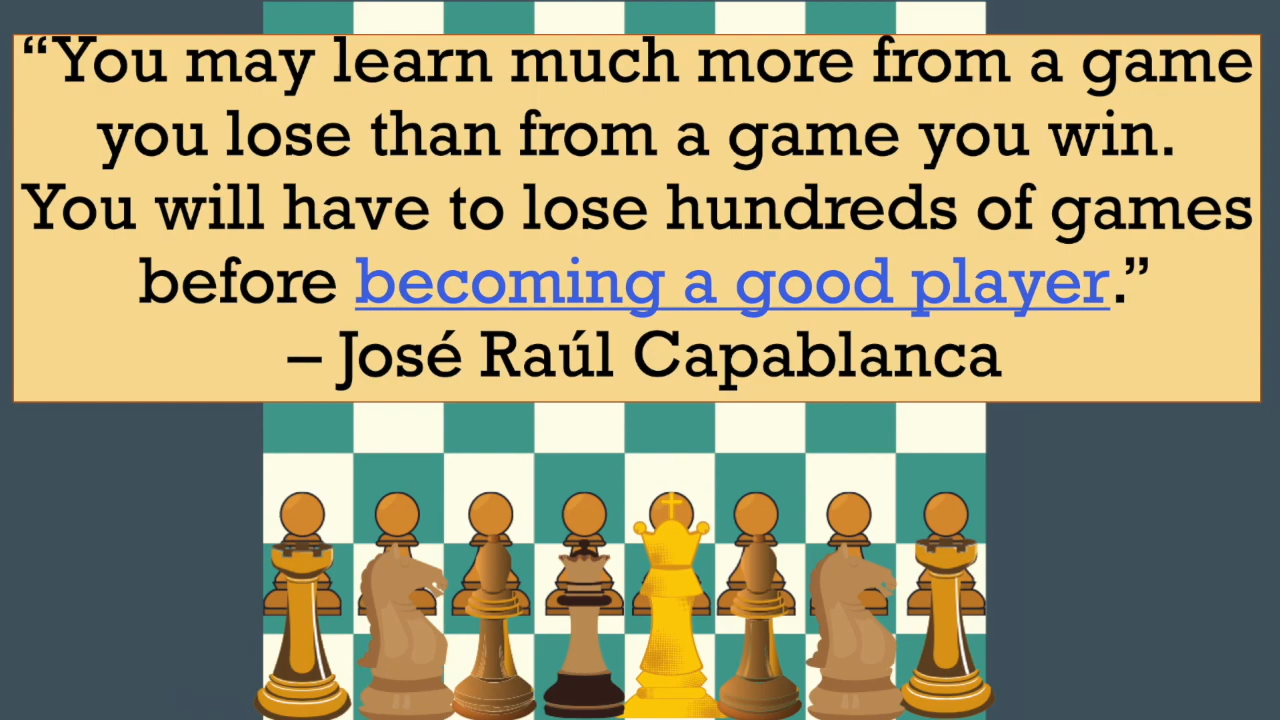 “You may learn much more from a game
you lose than from a game you win.
You will have to lose hundreds of games
before becoming a good player.”
– José Raúl Capablanca